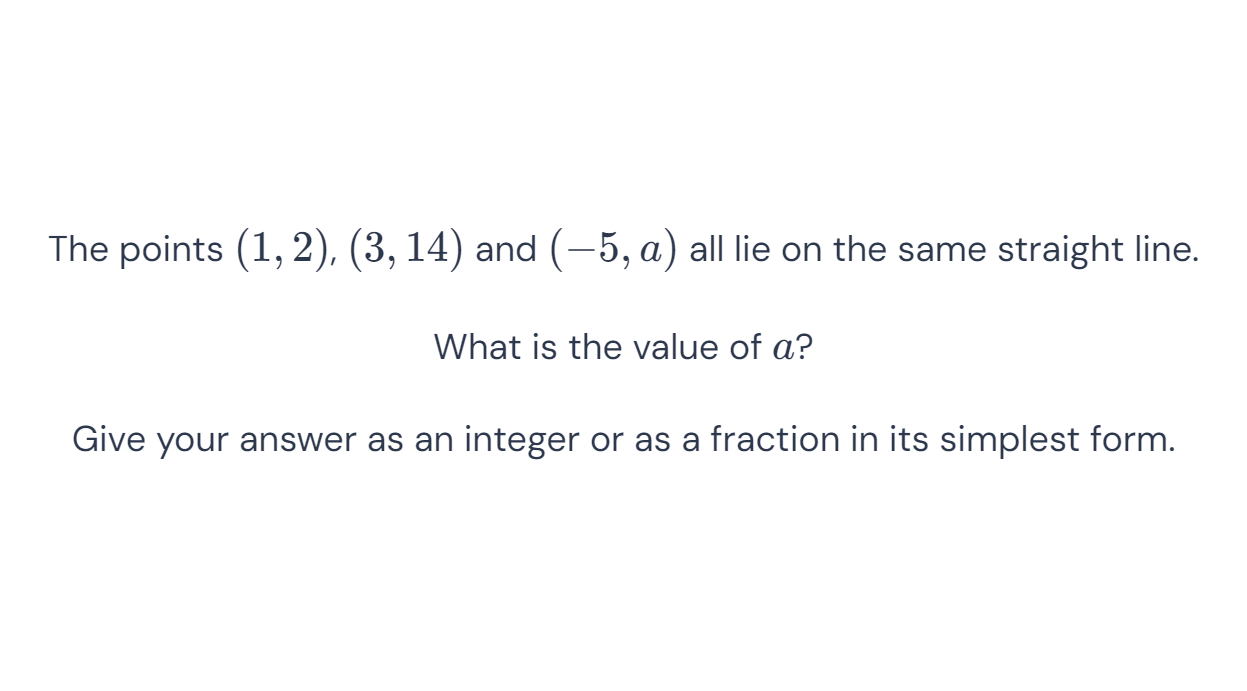 The points (1, 2), (3, 14) and (−5, a) all lie on the same straight line.
What is the value of a?
Give your answer as an integer or as a fraction in its simplest form.